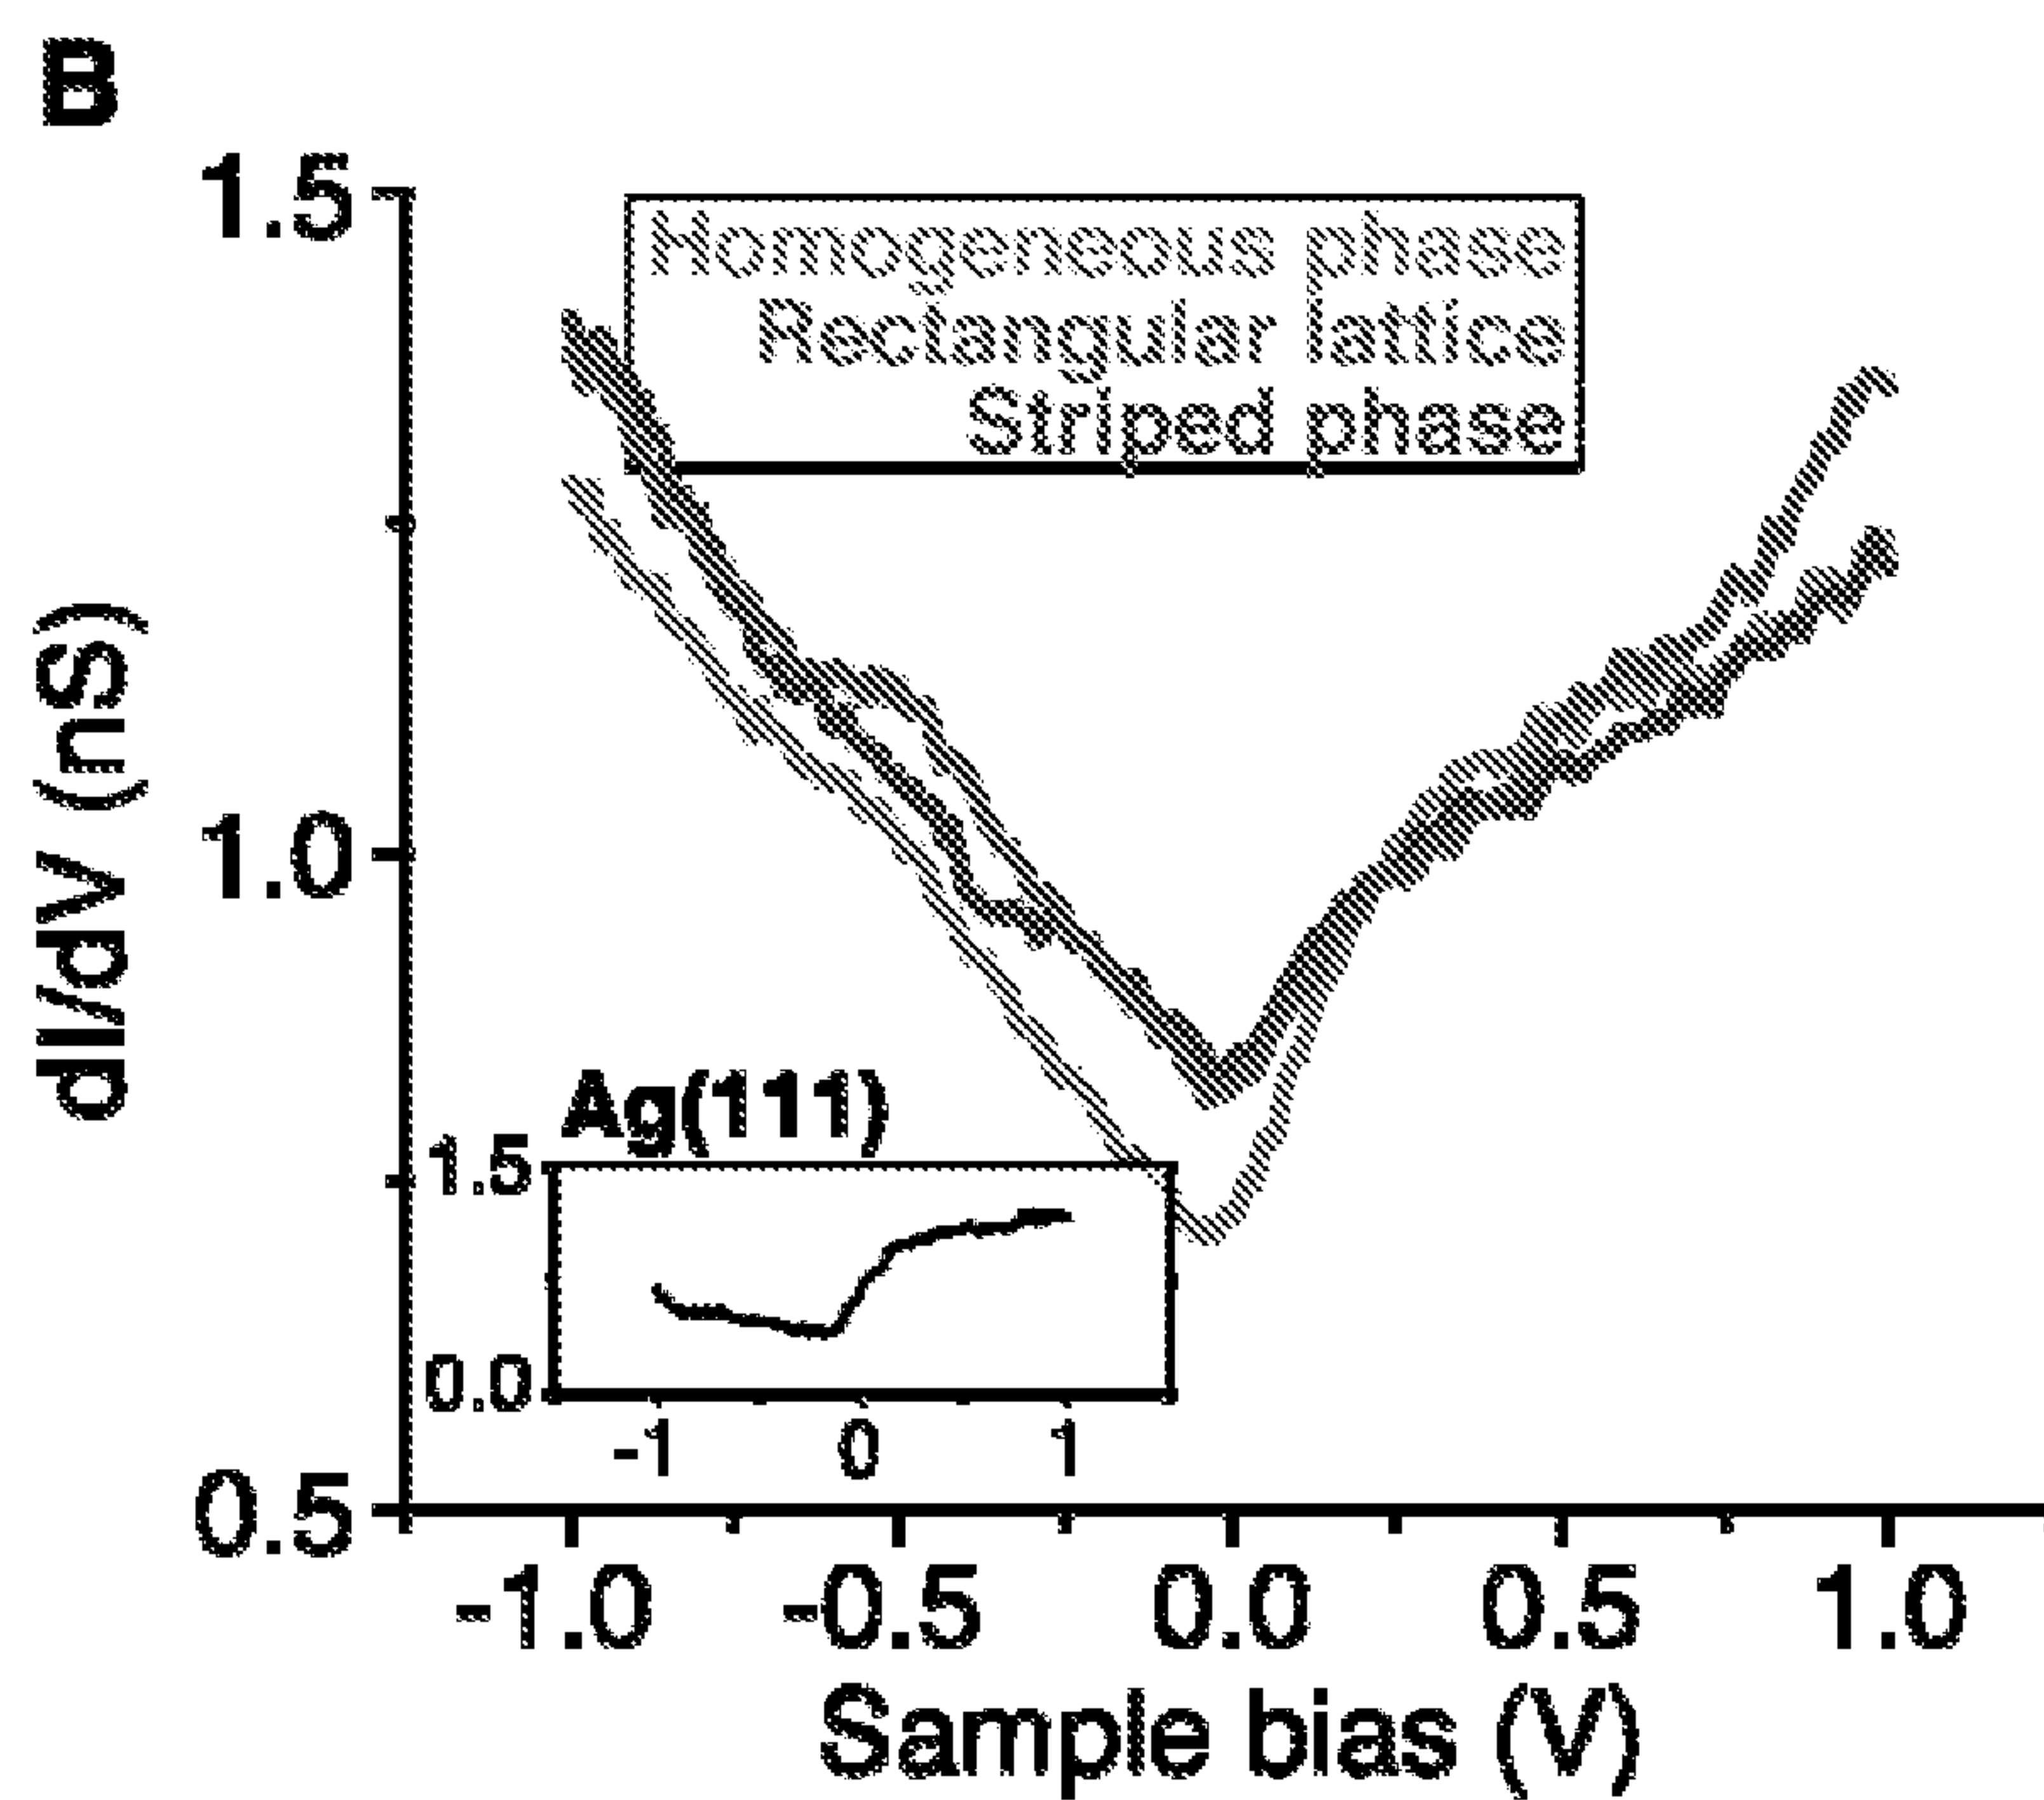 B
1.5
Homogeneous phase
Rectangular lattice
Striped phase
1.0
dI/dV (nS)
Ag(111)
1.5
0.0
-1 0 1
0.5
-1.0 -0.5 0.0 0.5 1.0
Sample bias (V)